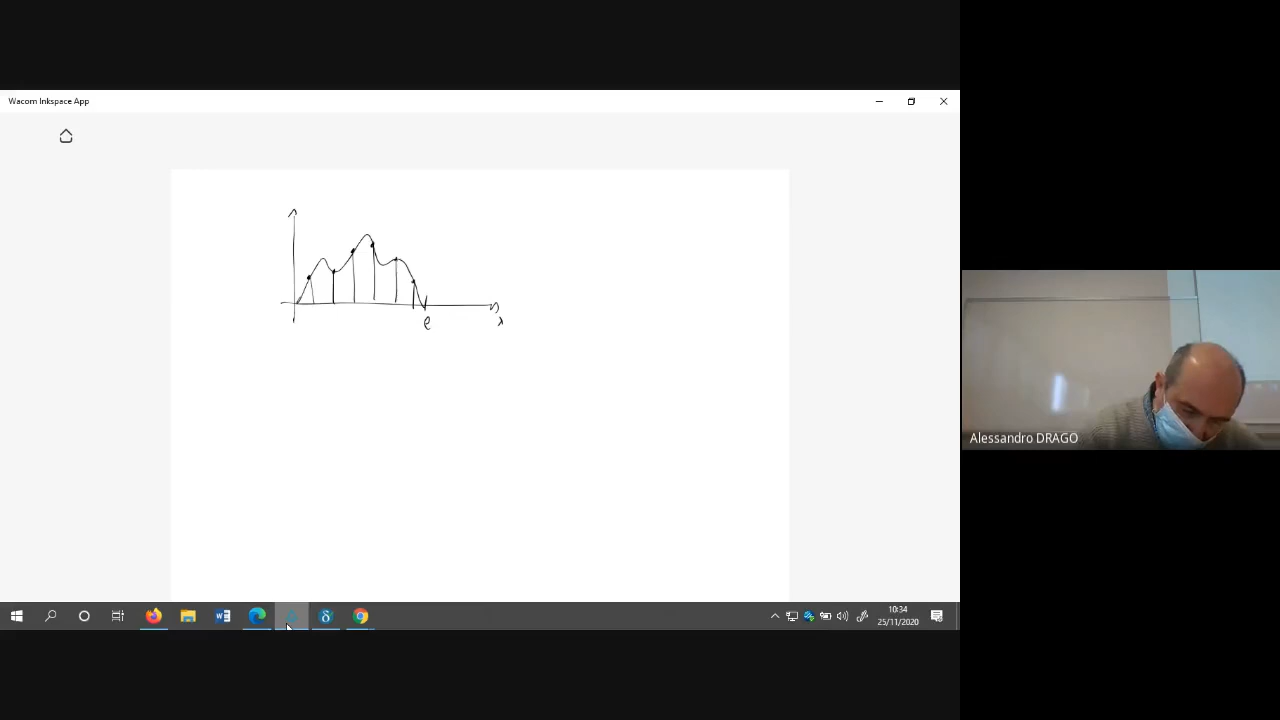 Wacom Inkspace App
ℓ
x
Alessandro DRAGO
10:34
25/11/2020